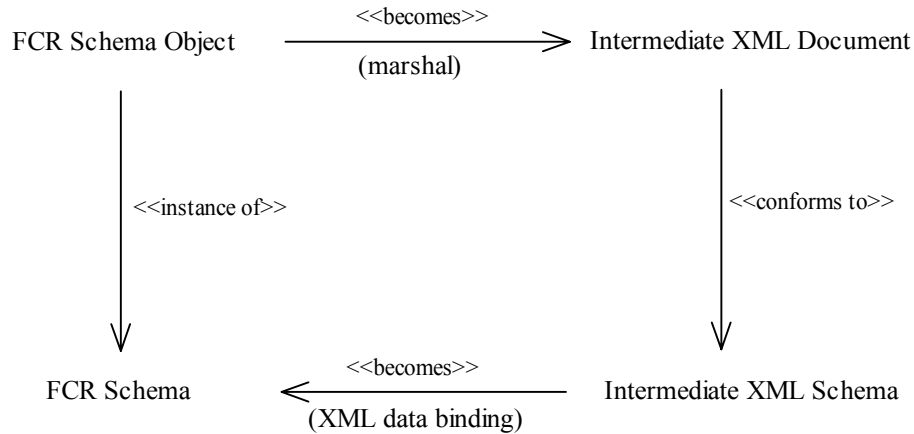 <<becomes>>
FCR Schema Object
Intermediate XML Document
(marshal)
<<instance of>>
<<conforms to>>
<<becomes>>
FCR Schema
Intermediate XML Schema
(XML data binding)